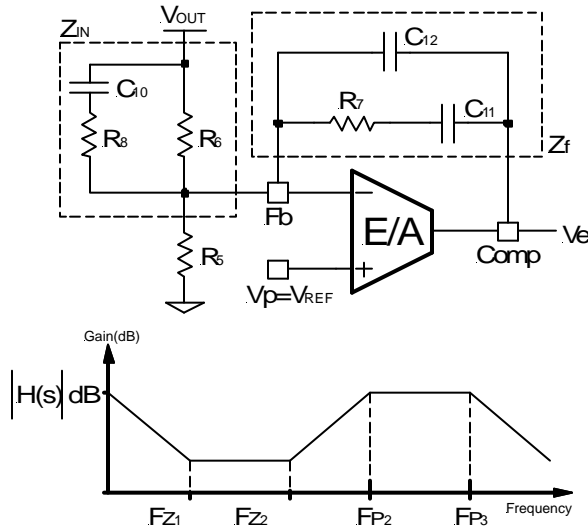 VOUT
ZIN
C10
R8
R6
C12
R7
C11
Zf
Fb
E/A
Ve
Comp
R5
Vp=VREF
Gain(dB)
|H(s)| dB
FZ1
FZ2
FP2
FP3
Frequency